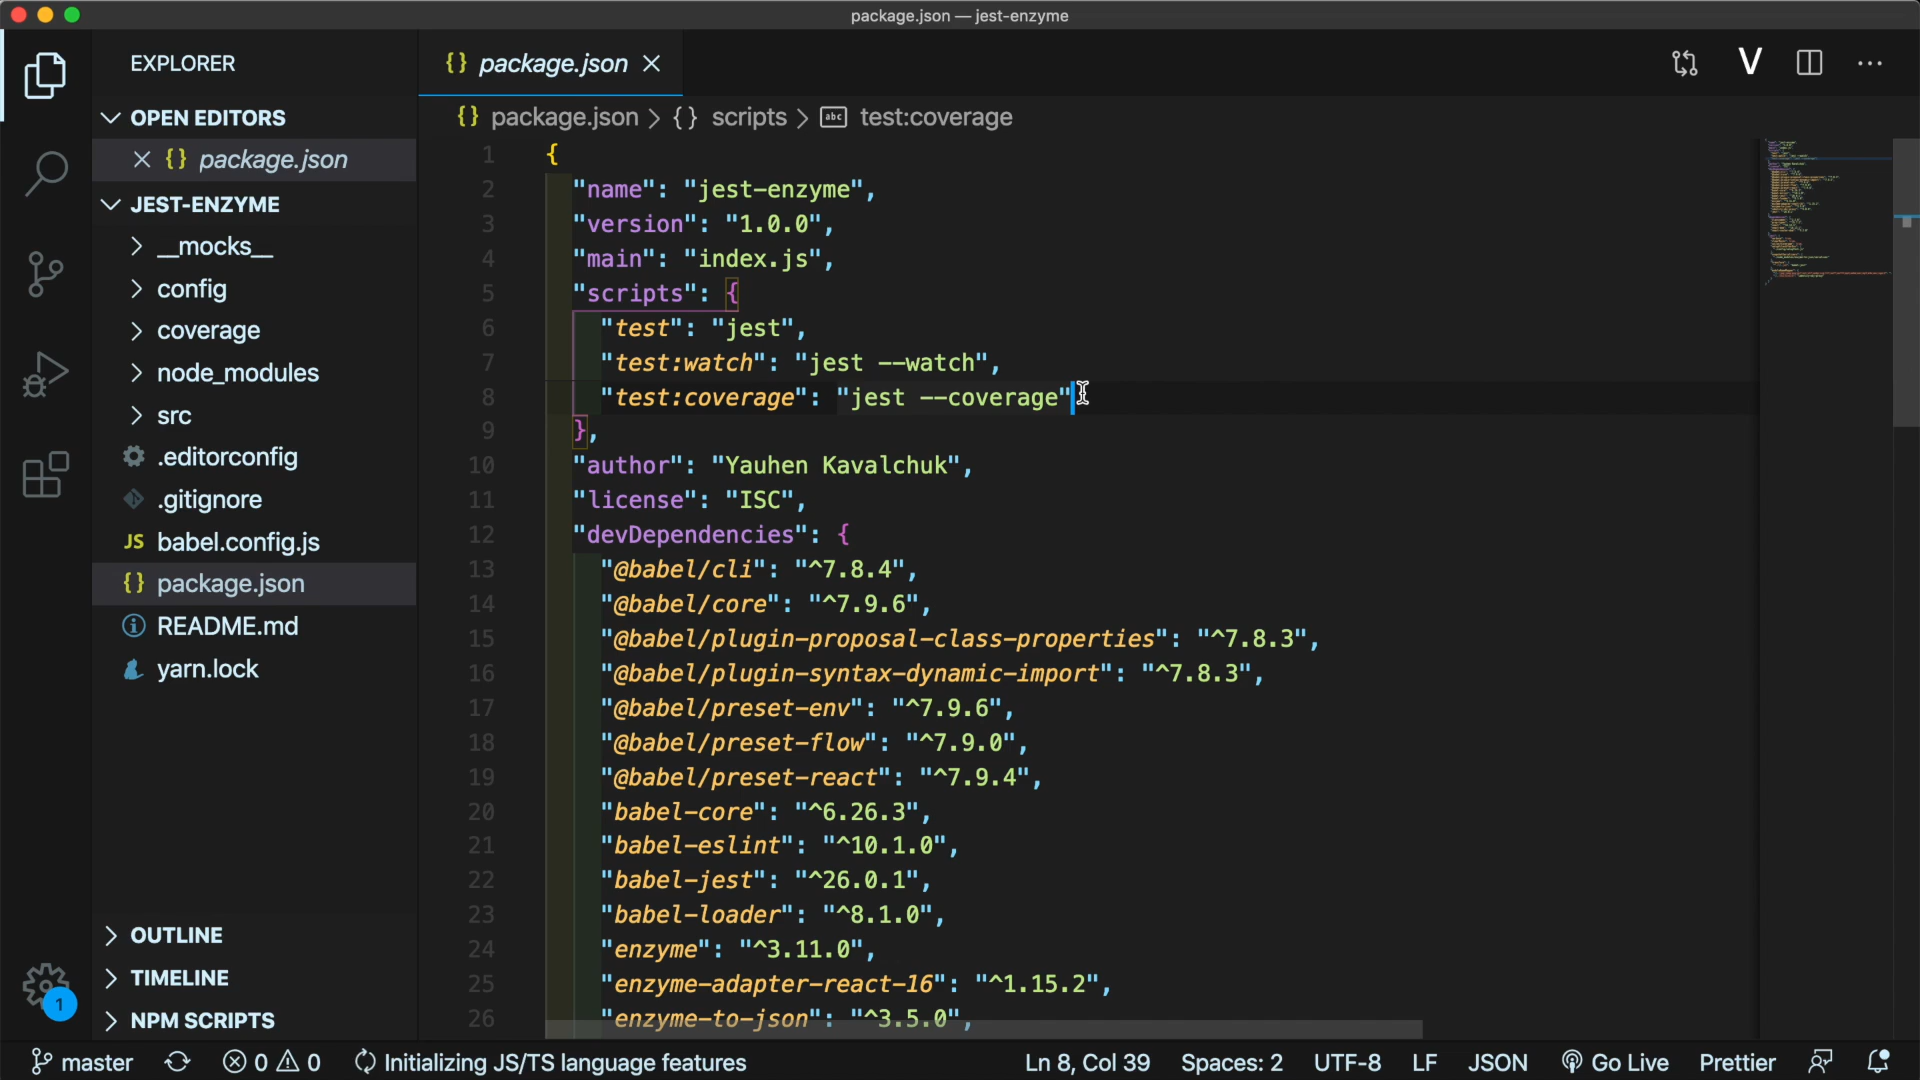 package.json — jest-enzyme
EXPLORER
OPEN EDITORS
{} package.json
JEST-ENZYME
__mocks__
config
coverage
node_modules
src
.editorconfig
.gitignore
JS babel.config.js
{} package.json
README.md
yarn.lock
OUTLINE
TIMELINE
NPM SCRIPTS
1
{} package.json
V
{} package.json > {} scripts > abc test:coverage
1 {
2 "name": "jest-enzyme",
3 "version": "1.0.0",
4 "main": "index.js",
5 "scripts": {
6 "test": "jest",
7 "test:watch": "jest --watch",
8 "test:coverage": "jest --coverage"
9 },
10 "author": "Yauhen Kavalchuk",
11 "license": "ISC",
12 "devDependencies": {
13 "@babel/cli": "^7.8.4",
14 "@babel/core": "^7.9.6",
15 "@babel/plugin-proposal-class-properties": "^7.8.3",
16 "@babel/plugin-syntax-dynamic-import": "^7.8.3",
17 "@babel/preset-env": "^7.9.6",
18 "@babel/preset-flow": "^7.9.0",
19 "@babel/preset-react": "^7.9.4",
20 "babel-core": "^6.26.3",
21 "babel-eslint": "^10.1.0",
22 "babel-jest": "^26.0.1",
23 "babel-loader": "^8.1.0",
24 "enzyme": "^3.11.0",
25 "enzyme-adapter-react-16": "^1.15.2",
26 "enzyme-to-json": "^3.5.0",
master 0 0 Initializing JS/TS language features Ln 8, Col 39 Spaces: 2 UTF-8 LF JSON Go Live Prettier